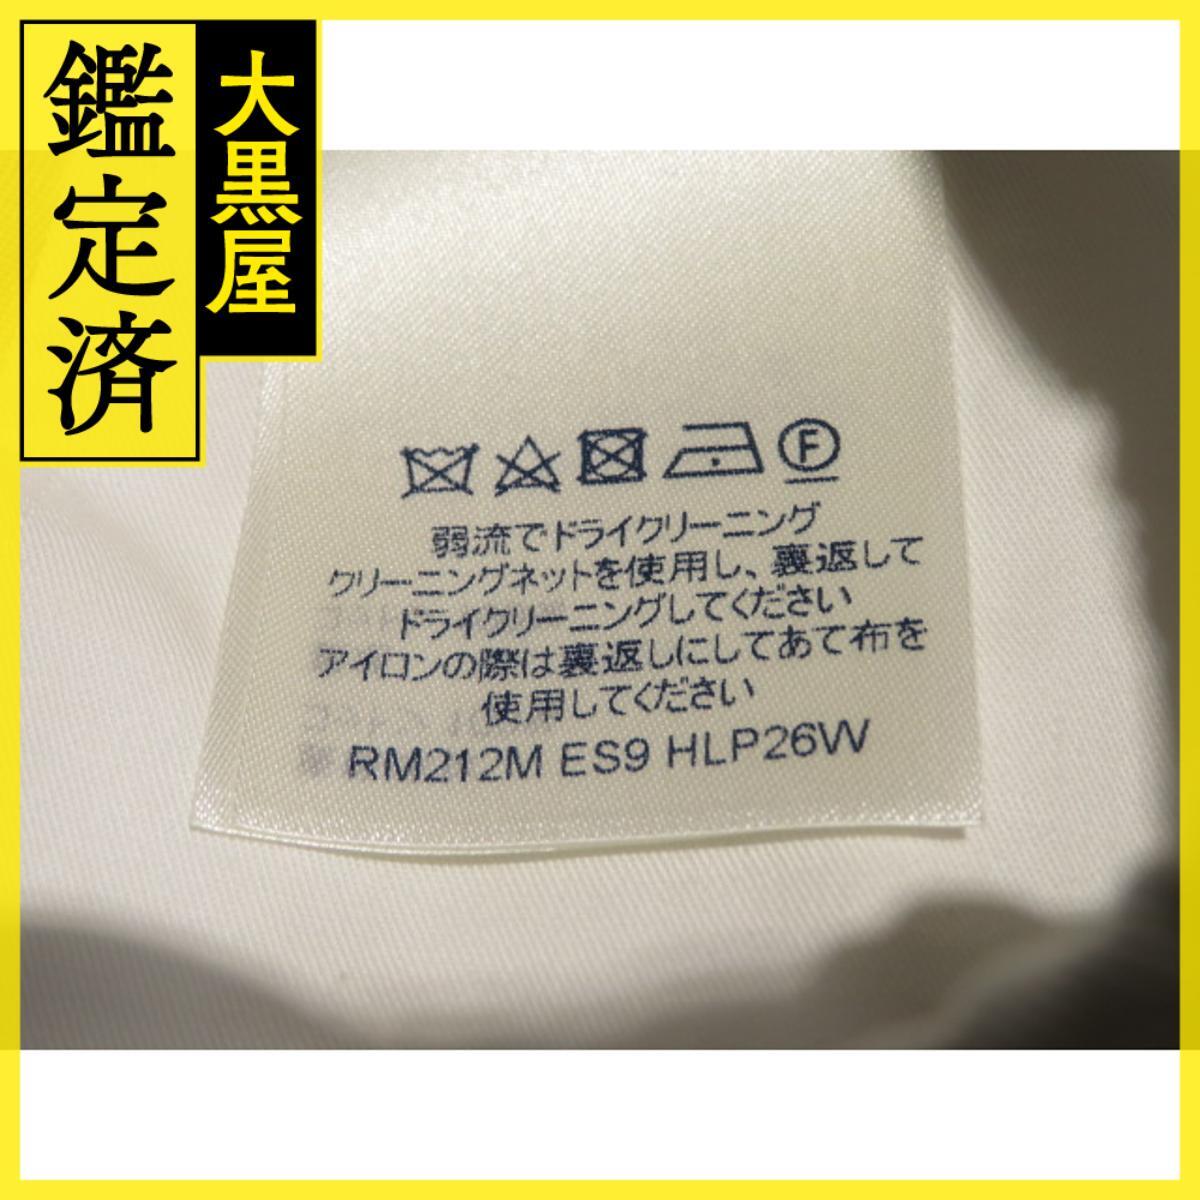 鑑定済
大黒屋
F
弱流でドライクリーニング
クリーニングネットを使用し、裏返して
ドライクリーニングしてください
アイロンの際は裏返しにしてあて布を
使用してください
RM212M ES9 HLP26W